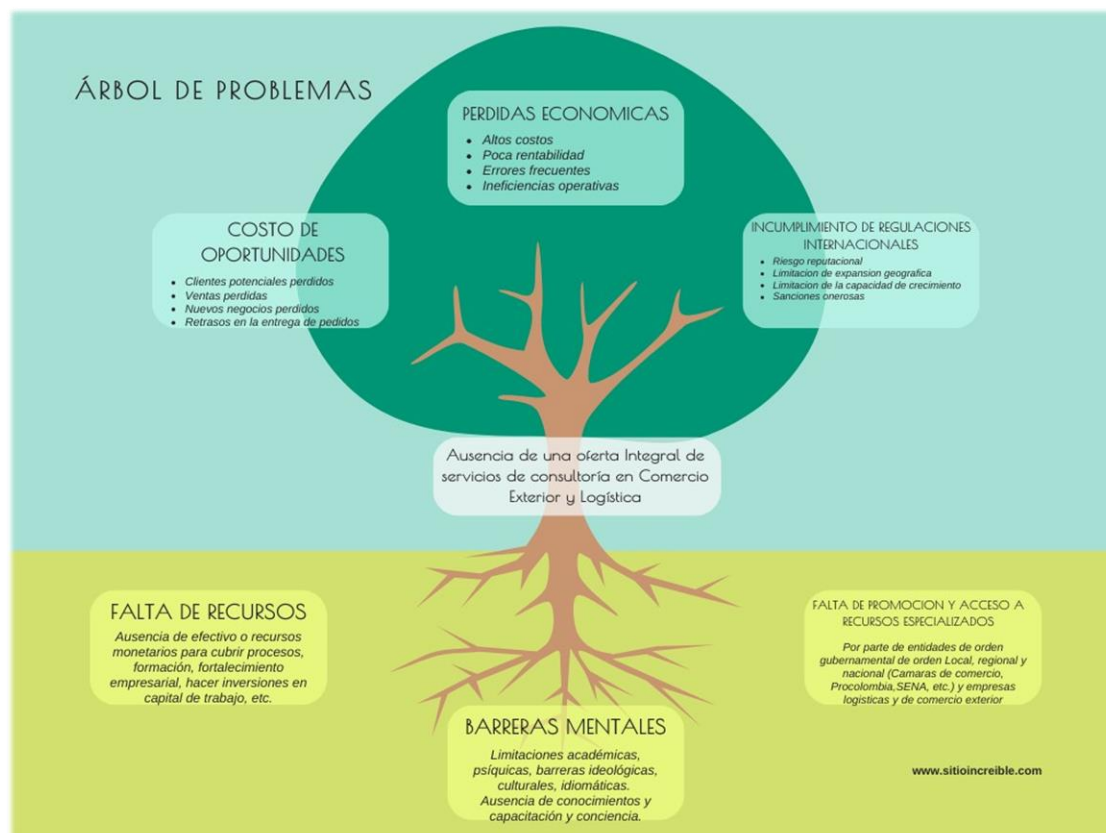 ÁRBOL DE PROBLEMAS
PERDIDAS ECONOMICAS
• Altos costos
• Poca rentabilidad
• Errores frecuentes
• Ineficiencias operativas
COSTO DE
OPORTUNIDADES
• Clientes potenciales perdidos
• Ventas perdidas
• Nuevos negocios perdidos
• Retrasos en la entrega de pedidos
INCUMPLIMIENTO DE REGULACIONES
INTERNACIONALES
• Riesgo reputacional
• Limitacion de expansion geografica
• Limitacion de la capacidad de crecimiento
• Sanciones onerosas
Ausencia de una oferta Integral de
servicios de consultoría en Comercio
Exterior y Logística
FALTA DE RECURSOS
Ausencia de efectivo o recursos
monetarios para cubrir procesos,
formación, fortalecimiento
empresarial, hacer inversiones en
capital de trabajo, etc.
BARRERAS MENTALES
Limitaciones académicas,
psíquicas, barreras ideológicas,
culturales, idiomáticas.
Ausencia de conocimientos y
capacitación y conciencia.
FALTA DE PROMOCION Y ACCESO A
RECURSOS ESPECIALIZADOS
Por parte de entidades de orden
gubernamental de orden Local, regional y
nacional (Camaras de comercio,
Procolombia,SENA, etc.) y empresas
logisticas y de comercio exterior
www.sitioincreible.com